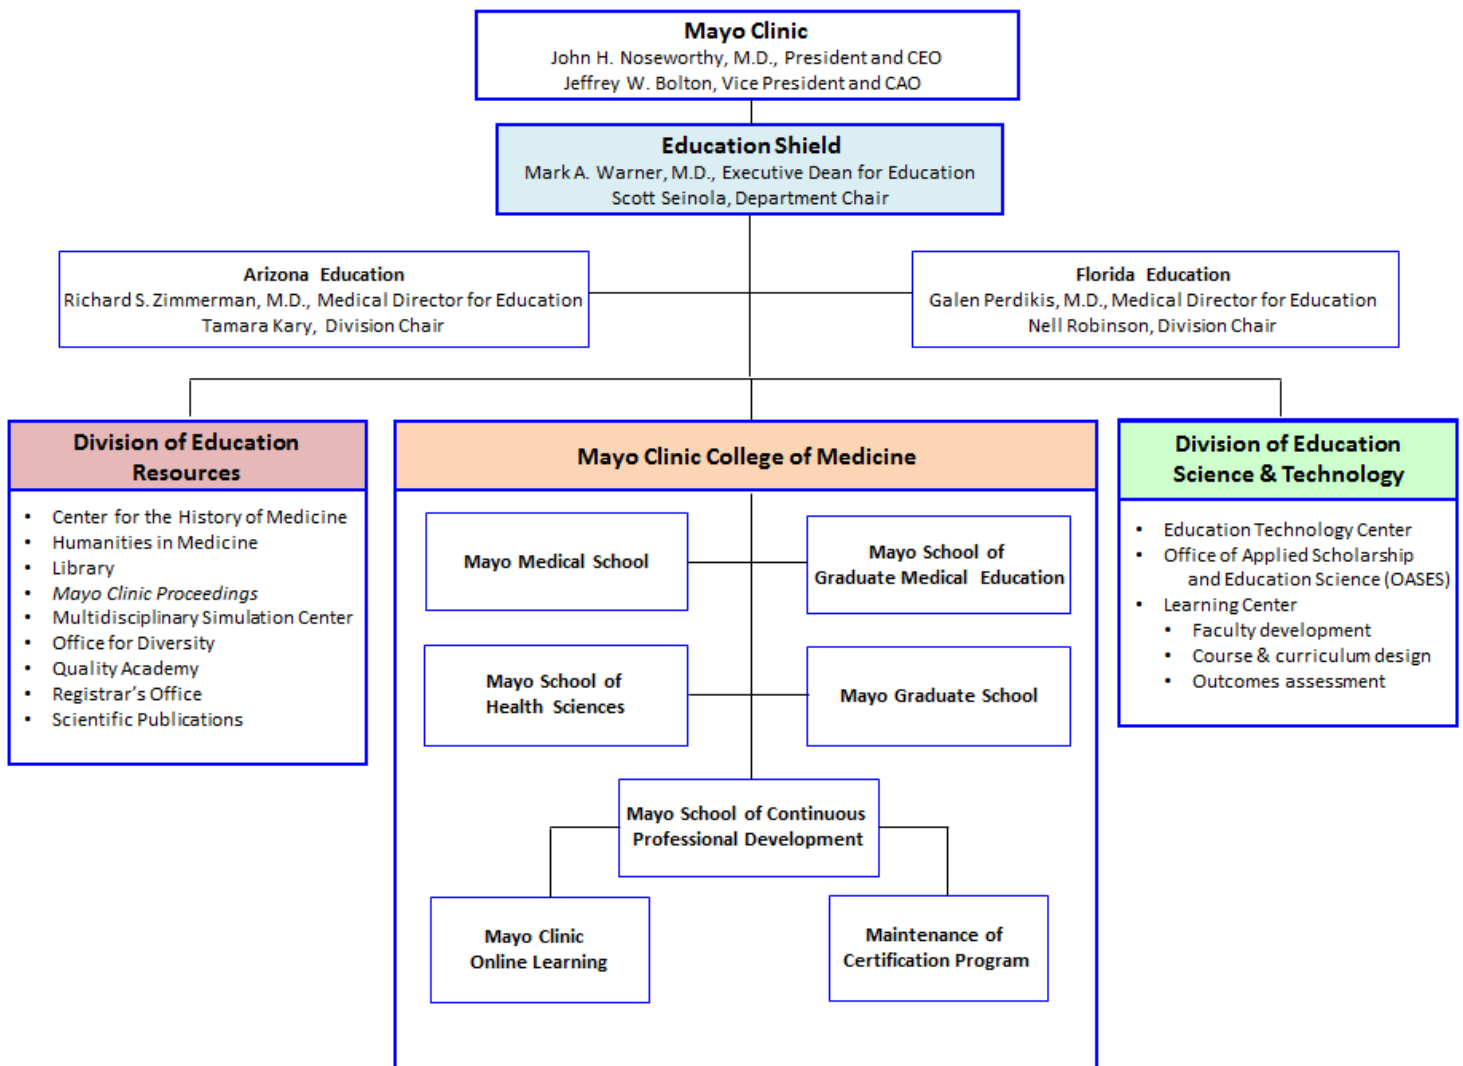 Mayo Clinic
John H. Noseworthy, M.D., President and CEO
Jeffrey W. Bolton, Vice President and CAO
Education Shield
Mark A. Warner, M.D., Executive Dean for Education
Scott Seinola, Department Chair
Arizona Education
Richard S. Zimmerman, M.D., Medical Director for Education
Tamara Kary, Division Chair
Florida Education
Galen Perdikis, M.D., Medical Director for Education
Nell Robinson, Division Chair
Division of Education
Resources
• Center for the History of Medicine
• Humanities in Medicine
• Library
• Mayo Clinic Proceedings
• Multidisciplinary Simulation Center
• Office for Diversity
• Quality Academy
• Registrar's Office
• Scientific Publications
Mayo Clinic College of Medicine
Mayo Medical School
Mayo School of
Graduate Medical Education
Mayo School of
Health Sciences
Mayo Graduate School
Mayo School of Continuous
Professional Development
Mayo Clinic
Online Learning
Maintenance of
Certification Program
Division of Education
Science & Technology
• Education Technology Center
• Office of Applied Scholarship
and Education Science (OASES)
• Learning Center
• Faculty development
• Course & curriculum design
• Outcomes assessment